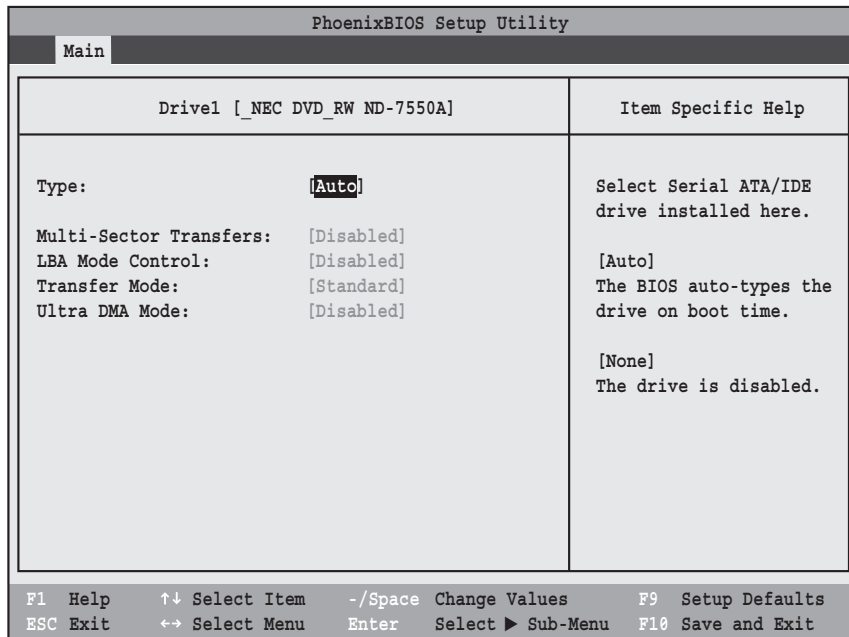 PhoenixBIOS Setup Utility
Main
Drive1 [_NEC DVD_RW ND-7550A]
Item Specific Help
Type: [Auto]
Multi-Sector Transfers: [Disabled]
LBA Mode Control: [Disabled]
Transfer Mode: [Standard]
Ultra DMA Mode: [Disabled]
Select Serial ATA/IDE
drive installed here.
[Auto]
The BIOS auto-types the
drive on boot time.
[None]
The drive is disabled.
F1 Help ↑↓ Select Item -/Space Change Values F9 Setup Defaults
ESC Exit ←→ Select Menu Enter Select ▶ Sub-Menu F10 Save and Exit